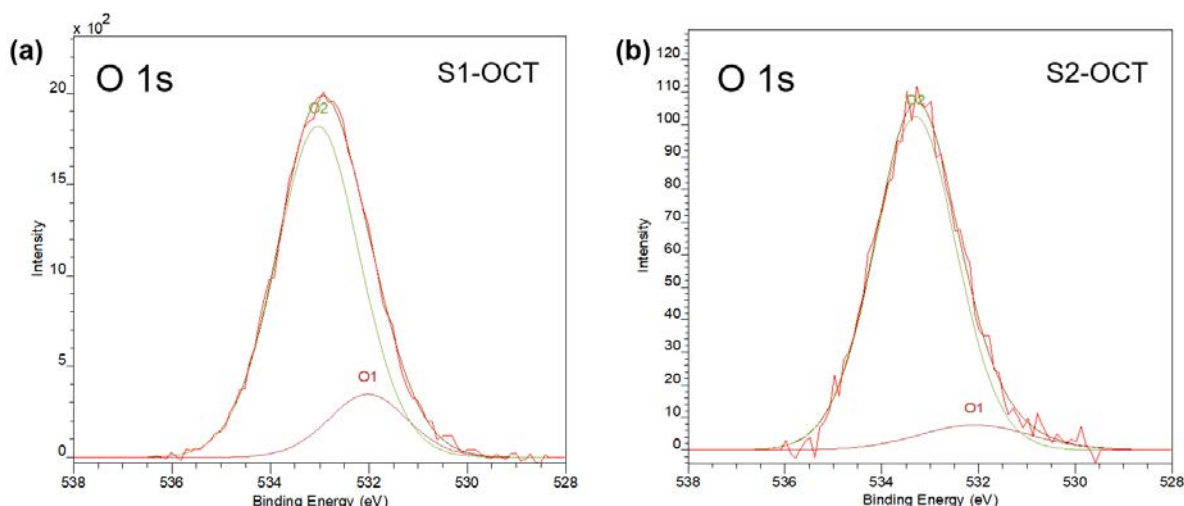 (a)
x 10²
O 1s
S1-OCT
O2
O1
Intensity
20
15
10
5
0
538
536
534
532
530
528
Binding Energy (eV)
(b)
O 1s
S2-OCT
O2
O1
Intensity
120
110
100
90
80
70
60
50
40
30
20
10
0
538
536
534
532
530
528
Binding Energy (eV)